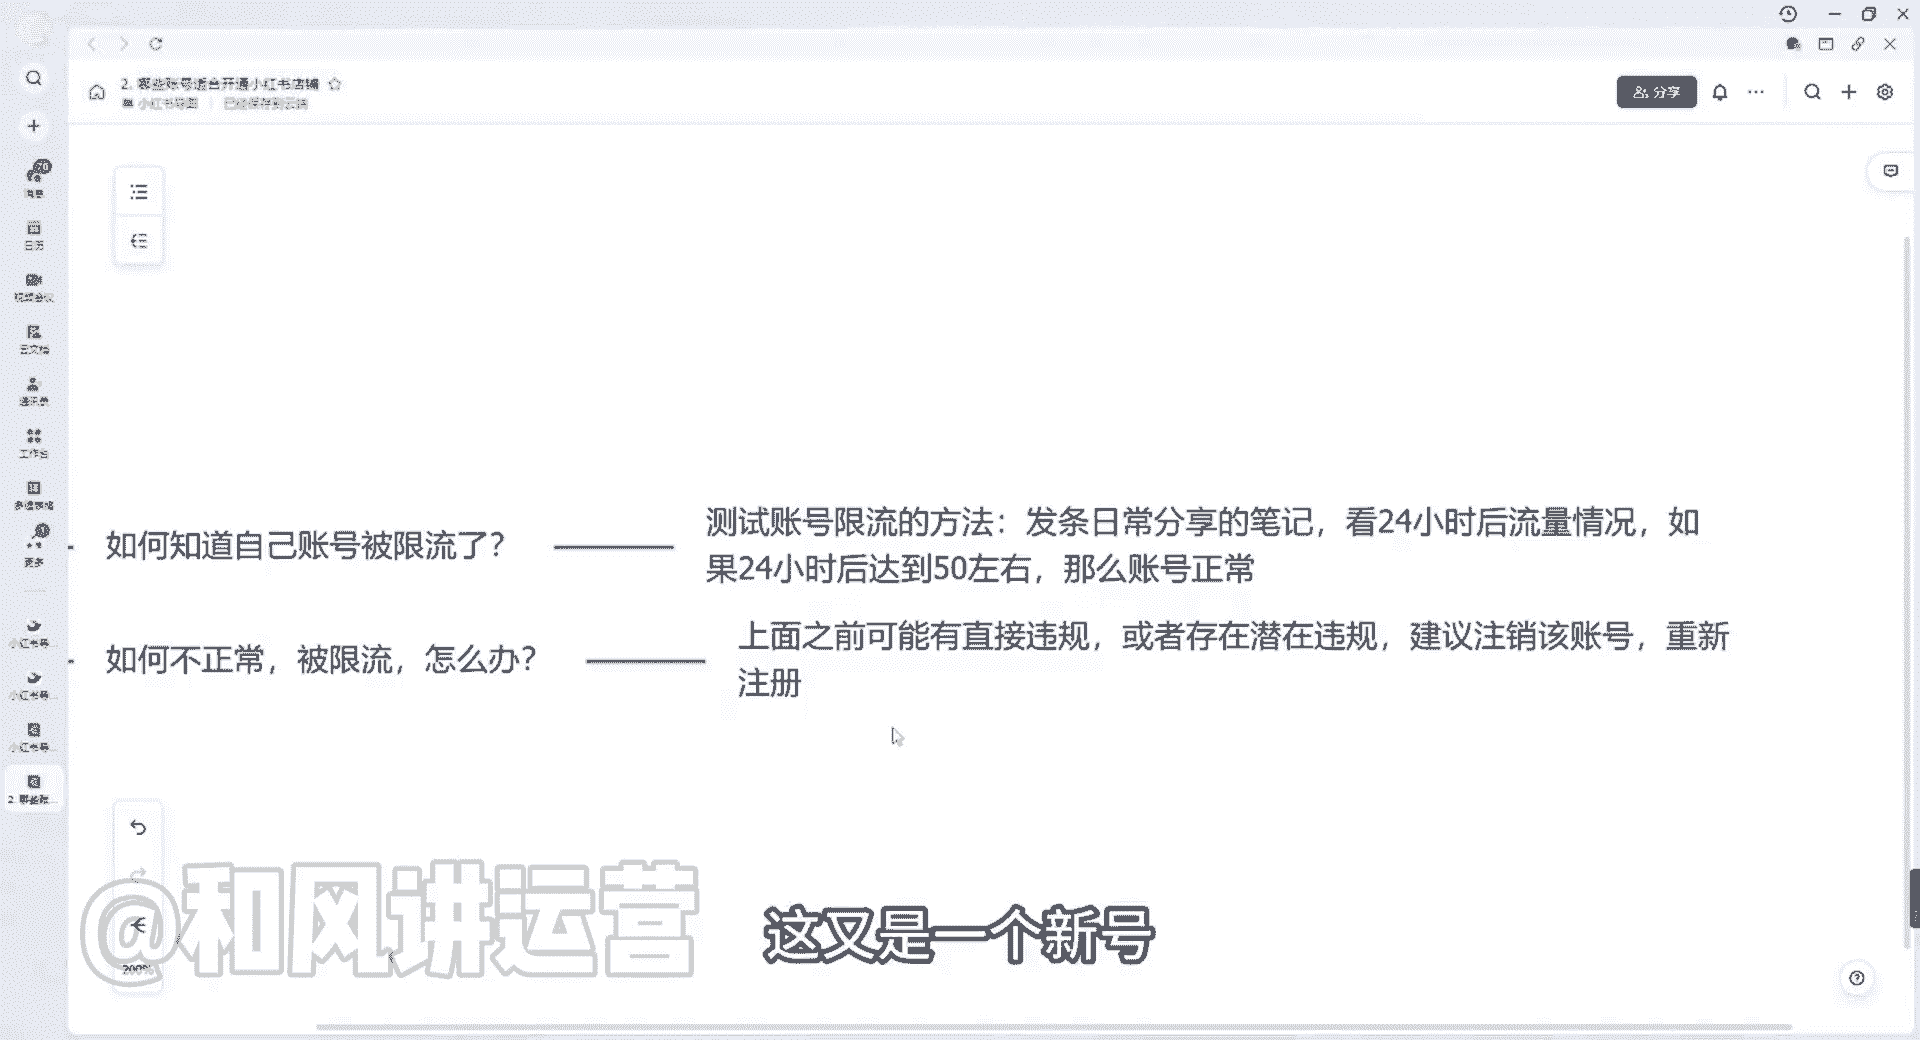 2. 哪些账号适合开通小红书店铺
小红书导图
已经保存到云端
分享
消息
日历
视频会议
云文档
通讯录
工作台
多维表格
更多
小红书号...
小红书号...
小红书号...
如何知道自己账号被限流了？
测试账号限流的方法：发条日常分享的笔记，看24小时后流量情况，如
果24小时后达到50左右，那么账号正常
如何不正常，被限流，怎么办？
上面之前可能有直接违规，或者存在潜在违规，建议注销该账号，重新
注册
200%
@和风讲运营
这又是一个新号